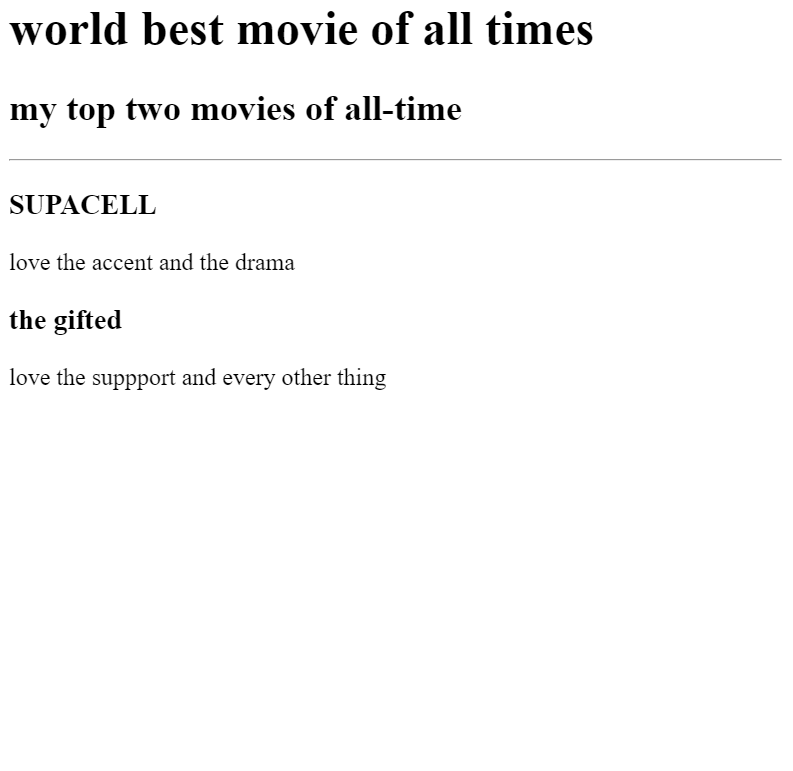 world best movie of all times
my top two movies of all-time
SUPACELL
love the accent and the drama
the gifted
love the suppport and every other thing